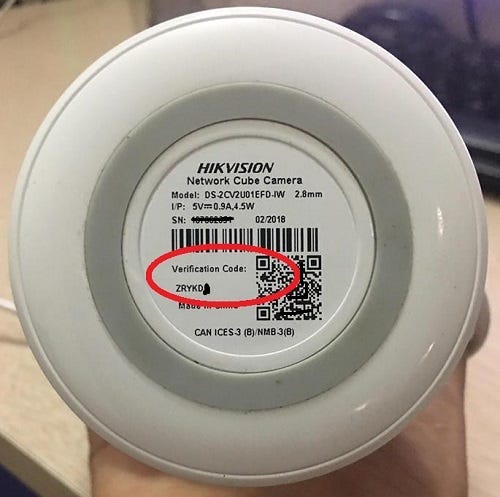 HIKVISION
Network Cube Camera
Model: DS-2CV2U01EFD-IW 2.8mm
I/P: 5V⎓0.9A,4.5W
SN: 02/2018
Verification Code:
ZRYKD
Made in China
CAN ICES-3 (B)/NMB-3(B)